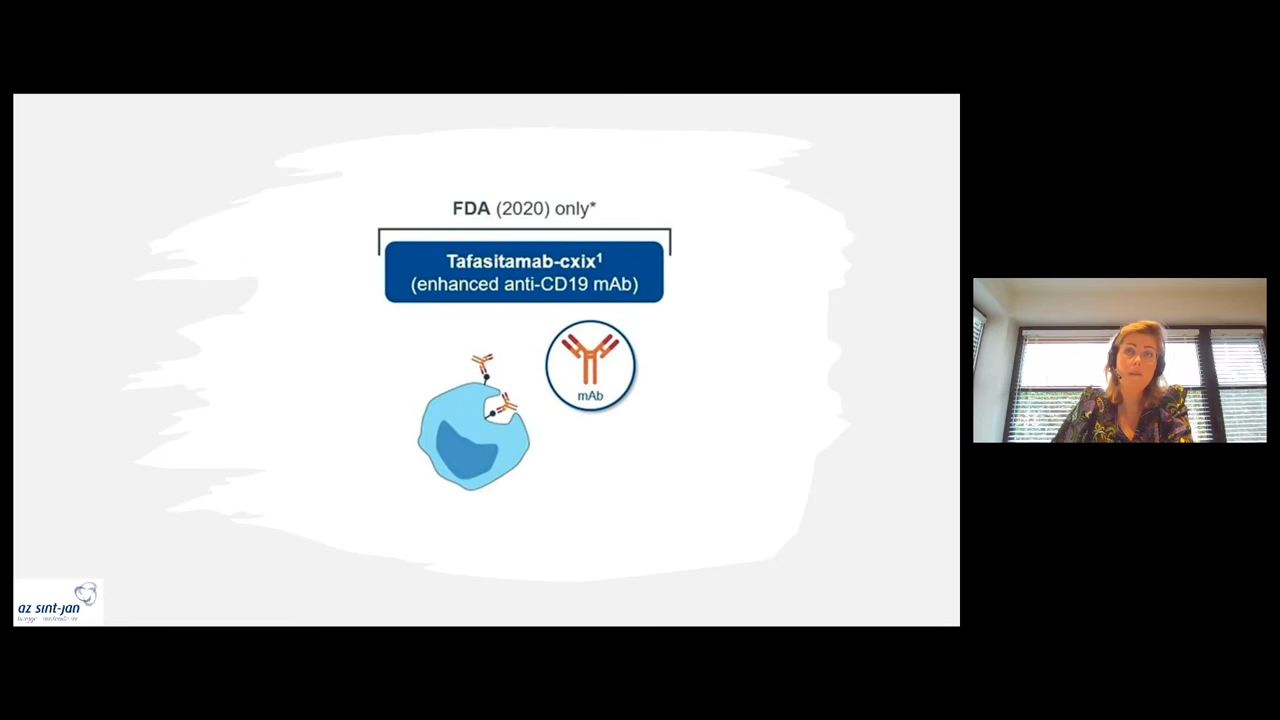 FDA (2020) only*
Tafasitamab-cxix¹
(enhanced anti-CD19 mAb)
mAb
az sint-jan